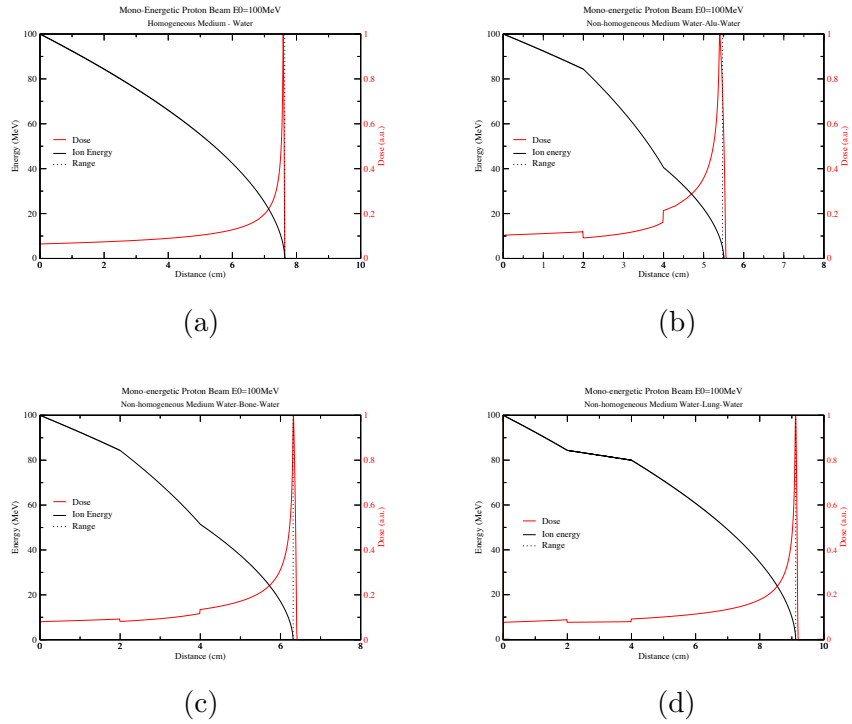 Mono-Energetic Proton Beam E0=100MeV
Homogeneous Medium - Water
100
80
60
40
20
0
Energy (MeV)
Dose
Ion Energy
Range
1
0.8
0.6
0.4
0.2
0
Dose (a.u.)
0 2 4 6 8 10
Distance (cm)
(a)
Mono-energetic Proton Beam E0=100MeV
Non-homogeneous Medium Water-Alu-Water
100
80
60
40
20
0
Energy (MeV)
Dose
Ion energy
Range
1
0.8
0.6
0.4
0.2
0
Dose (a.u.)
0 1 2 3 4 5 6 7 8
Distance (cm)
(b)
Mono-energetic Proton Beam E0=100MeV
Non-homogeneous Medium Water-Bone-Water
100
80
60
40
20
0
Energy (MeV)
Dose
Ion Energy
Range
1
0.8
0.6
0.4
0.2
0
Dose (a.u.)
0 2 4 6 8
Distance (cm)
(c)
Mono-energetic Proton Beam E0=100MeV
Non-homogeneous Medium Water-Lung-Water
100
80
60
40
20
0
Energy (MeV)
Dose
Ion energy
Range
1
0.8
0.6
0.4
0.2
0
Dose (a.u.)
0 2 4 6 8 10
Distance (cm)
(d)